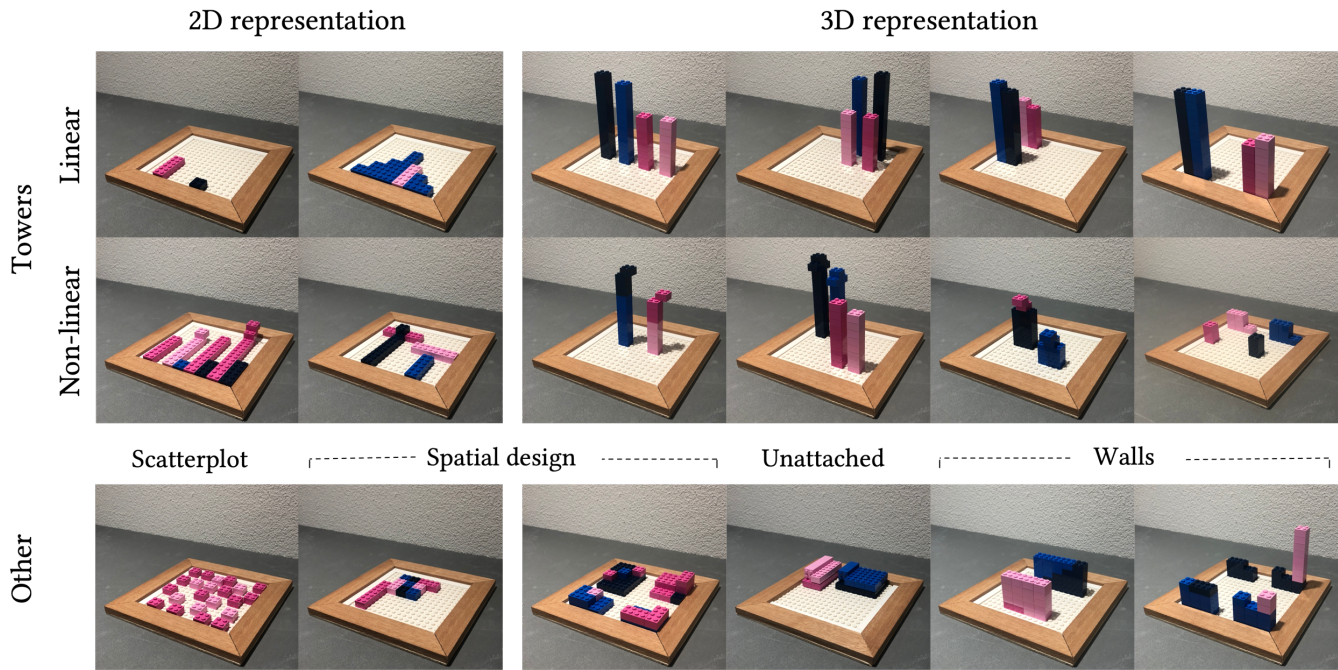 2D representation
3D representation
Towers
Linear
Non-linear
Scatterplot
Spatial design
Unattached
Walls
Other